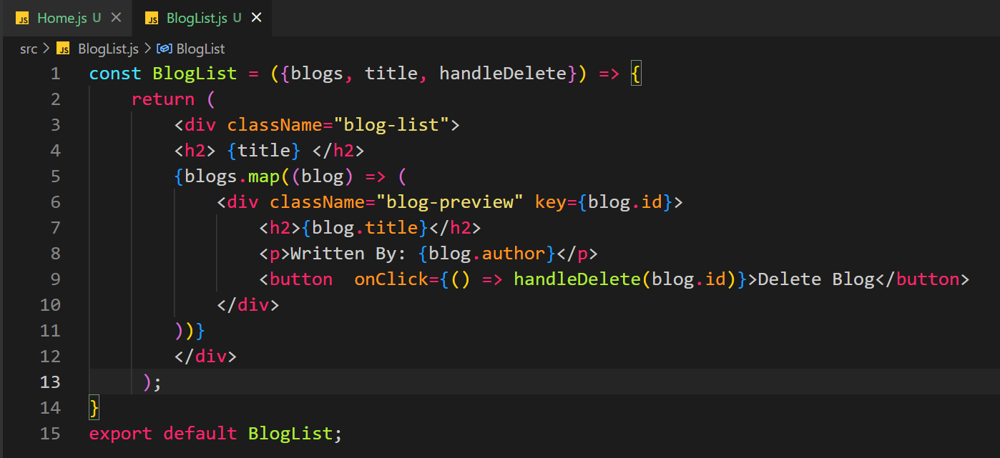 JS Home.js U × JS BlogList.js U ×
src > JS BlogList.js > BlogList
1 const BlogList = ({blogs, title, handleDelete}) => {
2     return (
3         <div className="blog-list">
4         <h2> {title} </h2>
5         {blogs.map((blog) => (
6             <div className="blog-preview" key={blog.id}>
7                 <h2>{blog.title}</h2>
8                 <p>Written By: {blog.author}</p>
9                 <button  onClick={() => handleDelete(blog.id)}>Delete Blog</button>
10             </div>
11         ))}
12         </div>
13      );
14 }
15 export default BlogList;